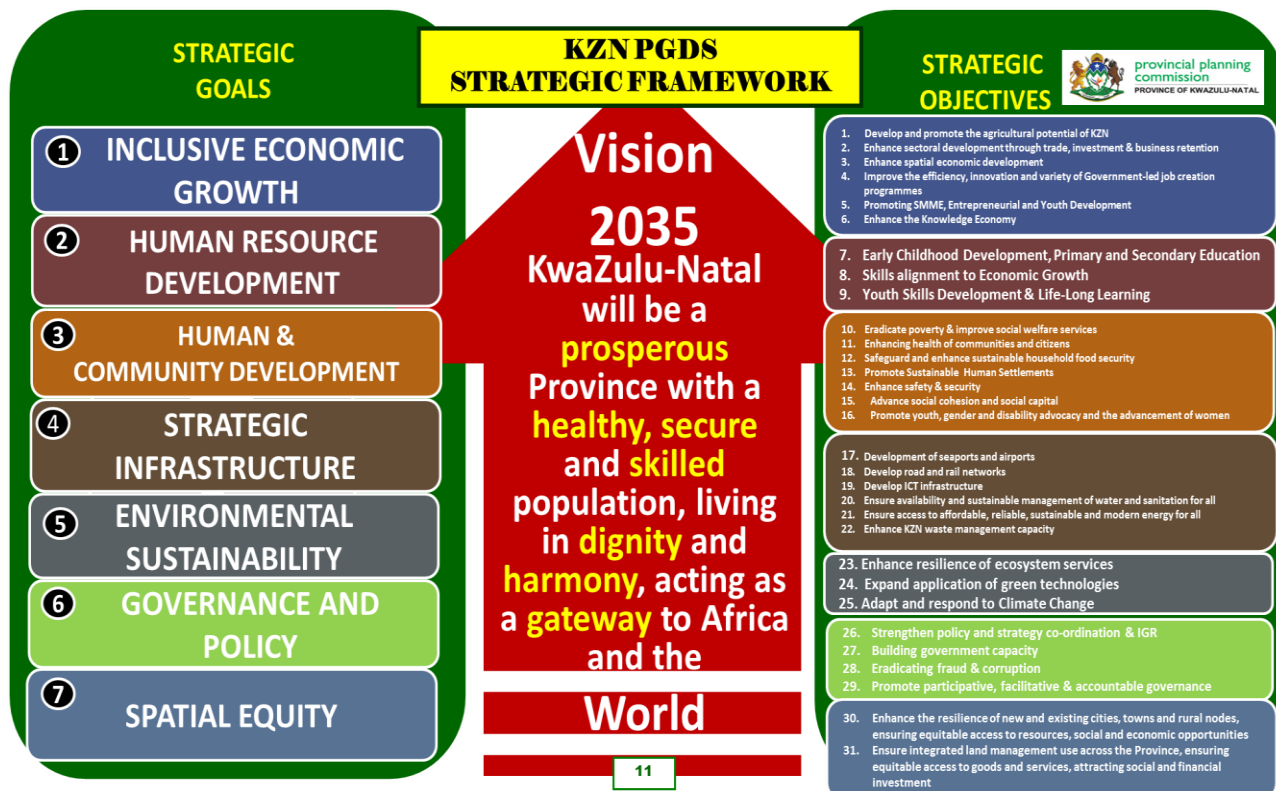 STRATEGIC
GOALS
KZN PGDS
STRATEGIC FRAMEWORK
STRATEGIC
OBJECTIVES
provincial planning
commission
PROVINCE OF KWAZULU-NATAL
1 INCLUSIVE ECONOMIC
GROWTH
2 HUMAN RESOURCE
DEVELOPMENT
3 HUMAN &
COMMUNITY DEVELOPMENT
4 STRATEGIC
INFRASTRUCTURE
5 ENVIRONMENTAL
SUSTAINABILITY
6 GOVERNANCE AND
POLICY
7 SPATIAL EQUITY
Vision
2035
KwaZulu-Natal
will be a
prosperous
Province with a
healthy, secure
and skilled
population, living
in dignity and
harmony, acting as
a gateway to Africa
and the
World
11
1. Develop and promote the agricultural potential of KZN
2. Enhance sectoral development through trade, investment & business retention
3. Enhance spatial economic development
4. Improve the efficiency, innovation and variety of Government-led job creation
programmes
5. Promoting SMME, Entrepreneurial and Youth Development
6. Enhance the Knowledge Economy
7. Early Childhood Development, Primary and Secondary Education
8. Skills alignment to Economic Growth
9. Youth Skills Development & Life-Long Learning
10. Eradicate poverty & improve social welfare services
11. Enhancing health of communities and citizens
12. Safeguard and enhance sustainable household food security
13. Promote Sustainable Human Settlements
14. Enhance safety & security
15. Advance social cohesion and social capital
16. Promote youth, gender and disability advocacy and the advancement of women
17. Development of seaports and airports
18. Develop road and rail networks
19. Develop ICT infrastructure
20. Ensure availability and sustainable management of water and sanitation for all
21. Ensure access to affordable, reliable, sustainable and modern energy for all
22. Enhance KZN waste management capacity
23. Enhance resilience of ecosystem services
24. Expand application of green technologies
25. Adapt and respond to Climate Change
26. Strengthen policy and strategy co-ordination & IGR
27. Building government capacity
28. Eradicating fraud & corruption
29. Promote participative, facilitative & accountable governance
30. Enhance the resilience of new and existing cities, towns and rural nodes,
ensuring equitable access to resources, social and economic opportunities
31. Ensure integrated land management use across the Province, ensuring
equitable access to goods and services, attracting social and financial
investment